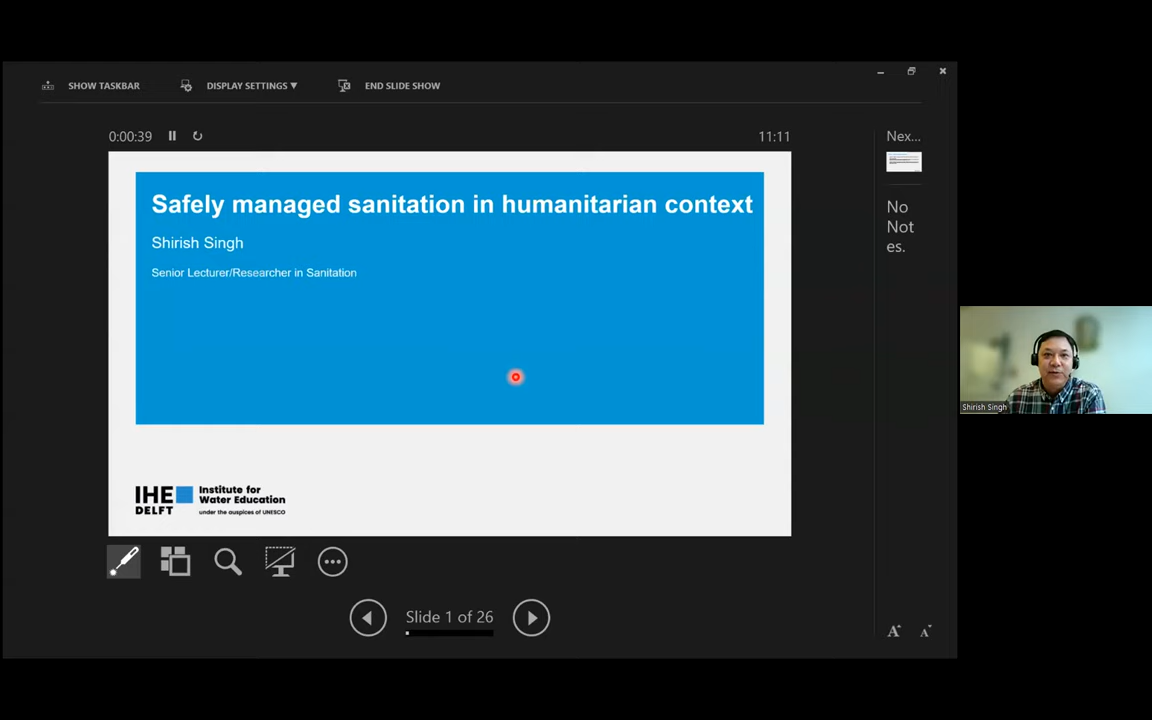 SHOW TASKBAR
DISPLAY SETTINGS ▼
END SLIDE SHOW
0:00:39
11:11
Nex...
Safely managed sanitation in humanitarian context
Shirish Singh
Senior Lecturer/Researcher in Sanitation
No
Not
es.
IHE
DELFT
Institute for
Water Education
under the auspices of UNESCO
Shirish Singh
Slide 1 of 26
A
A